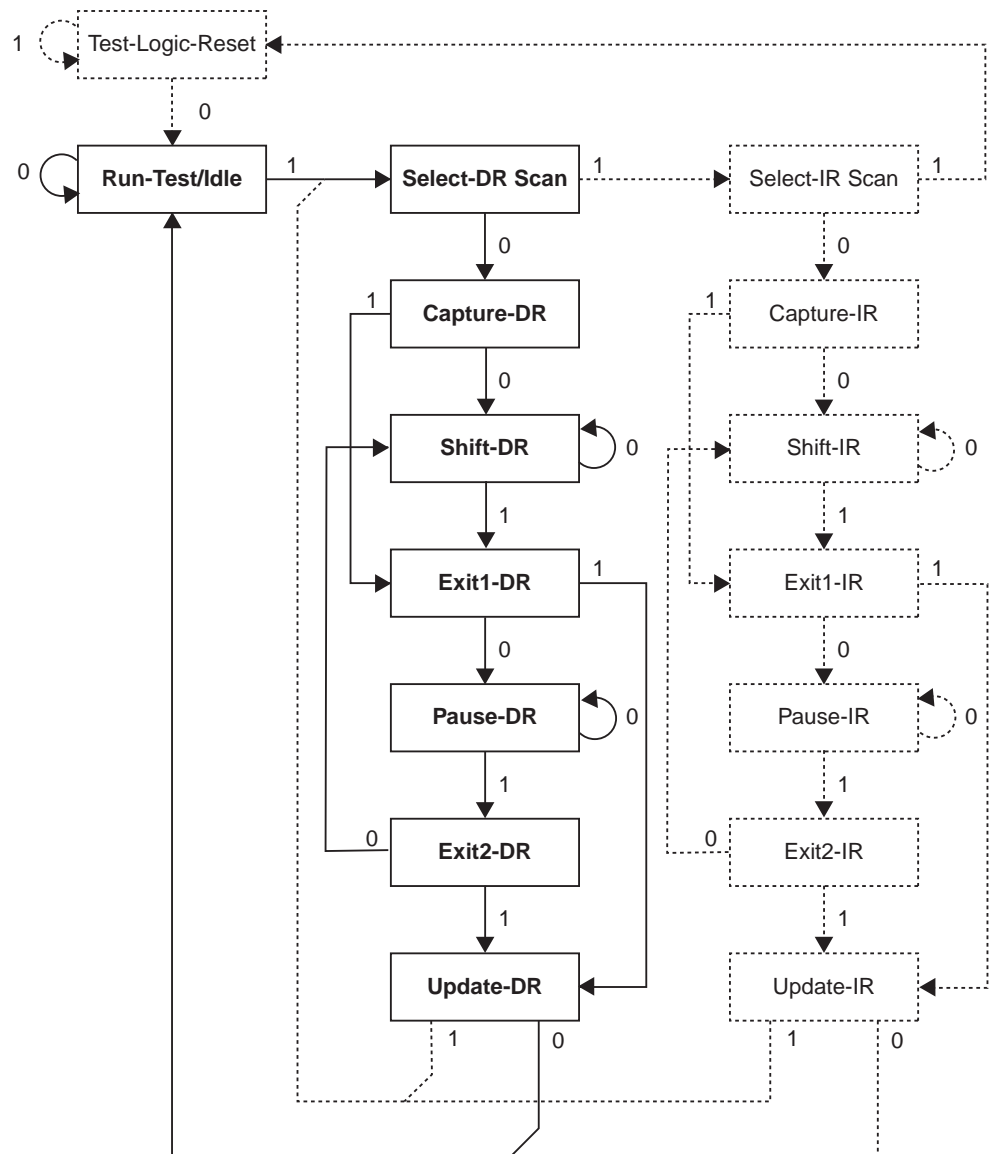 1 Test-Logic-Reset
0
0 Run-Test/Idle 1 Select-DR Scan 1 Select-IR Scan 1
0 0
1 Capture-DR 1 Capture-IR
0 0
Shift-DR 0 Shift-IR 0
1 1
Exit1-DR 1 Exit1-IR 1
0 0
Pause-DR 0 Pause-IR 0
1 1
0 Exit2-DR 0 Exit2-IR
1 1
Update-DR Update-IR
1 0 1 0